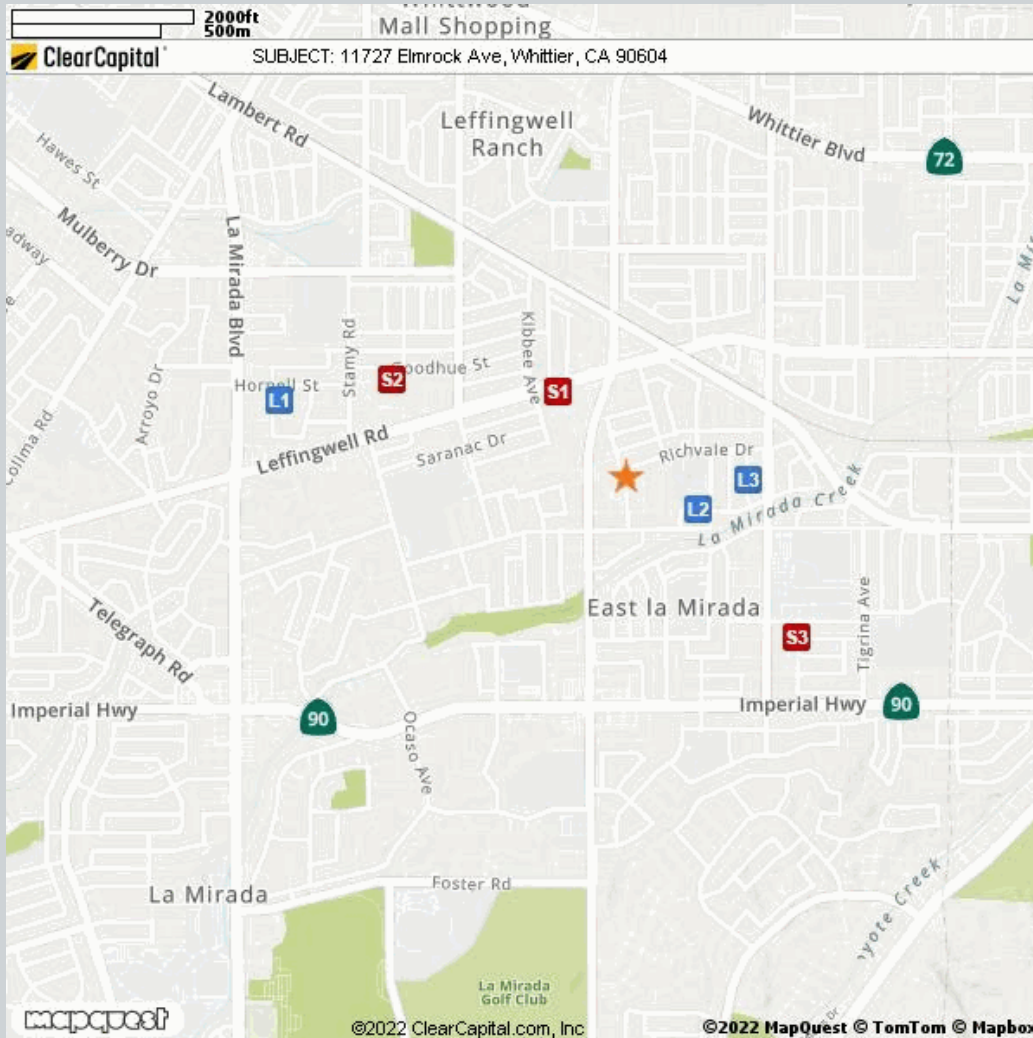 2000ft
500m
Whittwood
Mall Shopping
ClearCapital
SUBJECT: 11727 Elmrock Ave, Whittier, CA 90604
Lambert Rd
Leffingwell
Ranch
Whittier Blvd
72
Hawes St
Mulberry Dr
La Mirada Blvd
Stamy Rd
Kibbee Ave
Goodhue St
S2
S1
Hornell St
L1
Arroyo Dr
Leffingwell Rd
Saranac Dr
Richvale Dr
L3
L2
La Mirada Creek
Colima Rd
Telegraph Rd
East la Mirada
S3
Tigrina Ave
Imperial Hwy
90
Imperial Hwy
90
Ocaso Ave
La Mirada
Foster Rd
oyote Creek
La Mirada
Golf Club
mapquest
©2022 ClearCapital.com, Inc
©2022 MapQuest © TomTom © Mapbox